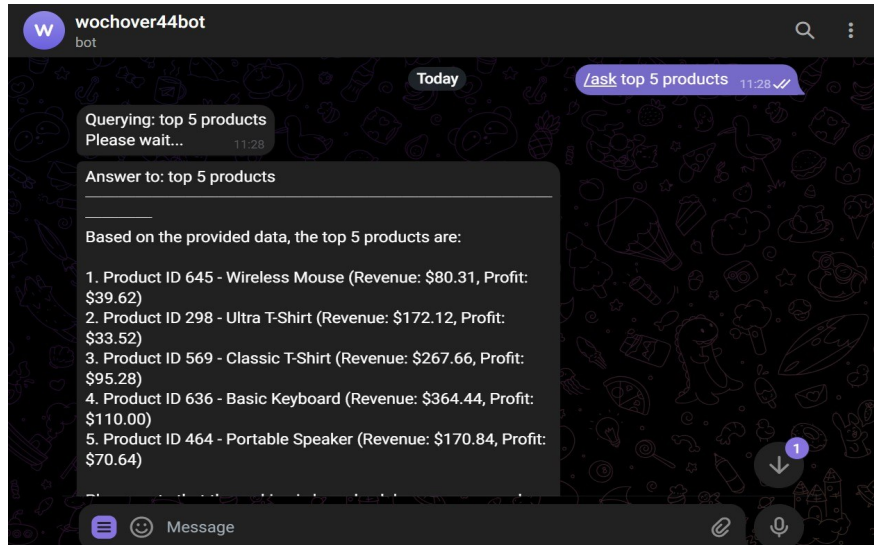 W
wochover44bot
bot
Today
/ask top 5 products 11:28
Querying: top 5 products
Please wait... 11:28
Answer to: top 5 products
Based on the provided data, the top 5 products are:
1. Product ID 645 - Wireless Mouse (Revenue: $80.31, Profit:
$39.62)
2. Product ID 298 - Ultra T-Shirt (Revenue: $172.12, Profit:
$33.52)
3. Product ID 569 - Classic T-Shirt (Revenue: $267.66, Profit:
$95.28)
4. Product ID 636 - Basic Keyboard (Revenue: $364.44, Profit:
$110.00)
5. Product ID 464 - Portable Speaker (Revenue: $170.84, Profit:
$70.64)
1
Message